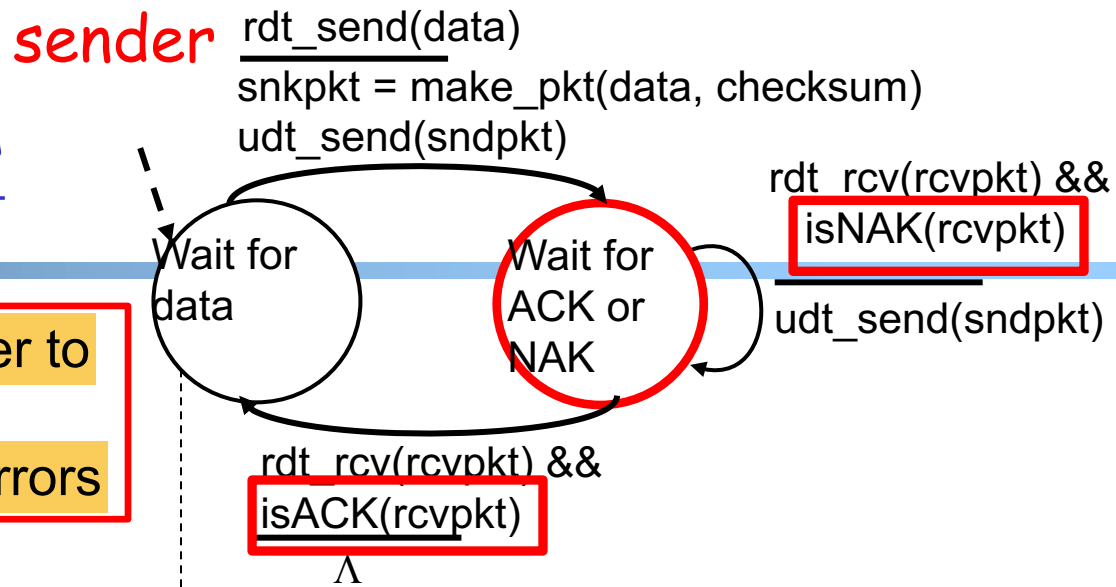 sender
rdt_send(data)
snkpkt = make_pkt(data, checksum)
udt_send(sndpkt)
rdt_rcv(rcvpkt) &&
isNAK(rcvpkt)
udt_send(sndpkt)
Wait for
data
Wait for
ACK or
NAK
er to
rrors
rdt_rcv(rcvpkt) &&
isACK(rcvpkt)
Λ